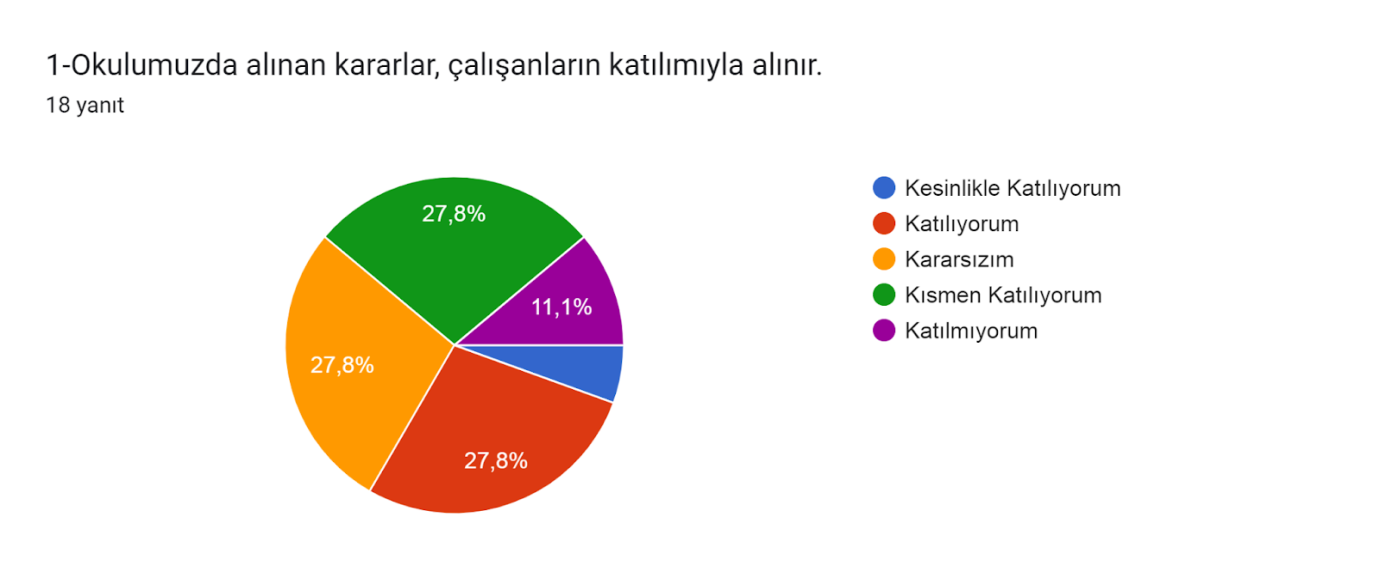 1-Okulumuzda alınan kararlar, çalışanların katılımıyla alınır.
18 yanıt
27,8%
11,1%
27,8%
27,8%
Kesinlikle Katılıyorum
Katılıyorum
Kararsızım
Kısmen Katılıyorum
Katılmıyorum